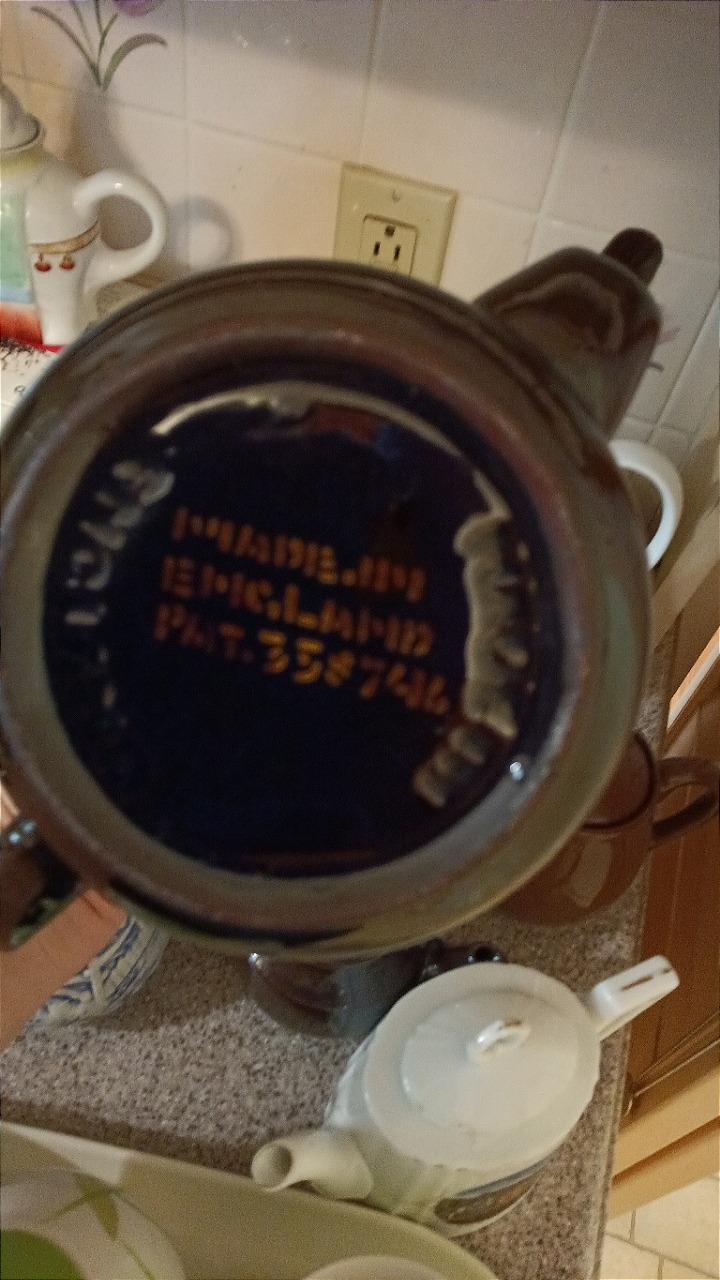 MADE IN
ENGLAND
PAT. 358746